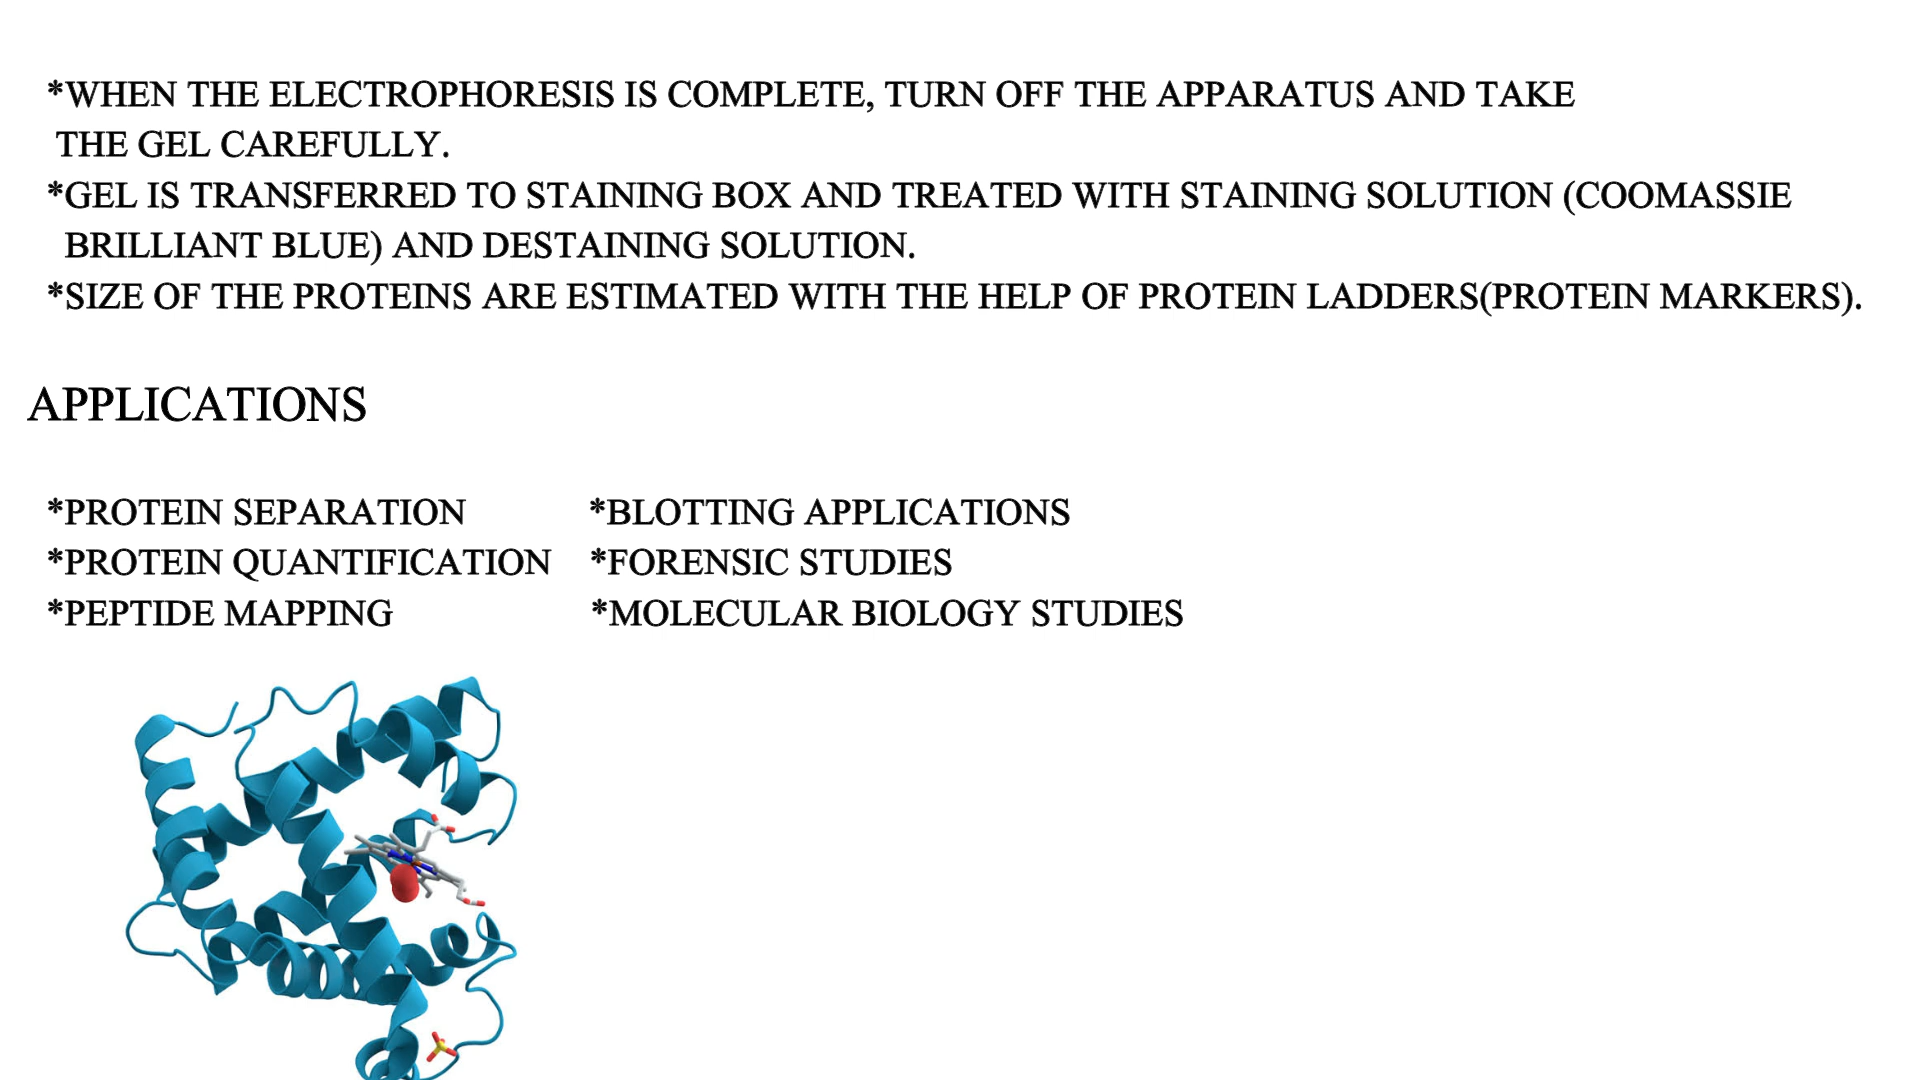 *WHEN THE ELECTROPHORESIS IS COMPLETE, TURN OFF THE APPARATUS AND TAKE
THE GEL CAREFULLY.
*GEL IS TRANSFERRED TO STAINING BOX AND TREATED WITH STAINING SOLUTION (COOMASSIE
BRILLIANT BLUE) AND DESTAINING SOLUTION.
*SIZE OF THE PROTEINS ARE ESTIMATED WITH THE HELP OF PROTEIN LADDERS(PROTEIN MARKERS).
APPLICATIONS
*PROTEIN SEPARATION
*PROTEIN QUANTIFICATION
*PEPTIDE MAPPING
*BLOTTING APPLICATIONS
*FORENSIC STUDIES
*MOLECULAR BIOLOGY STUDIES